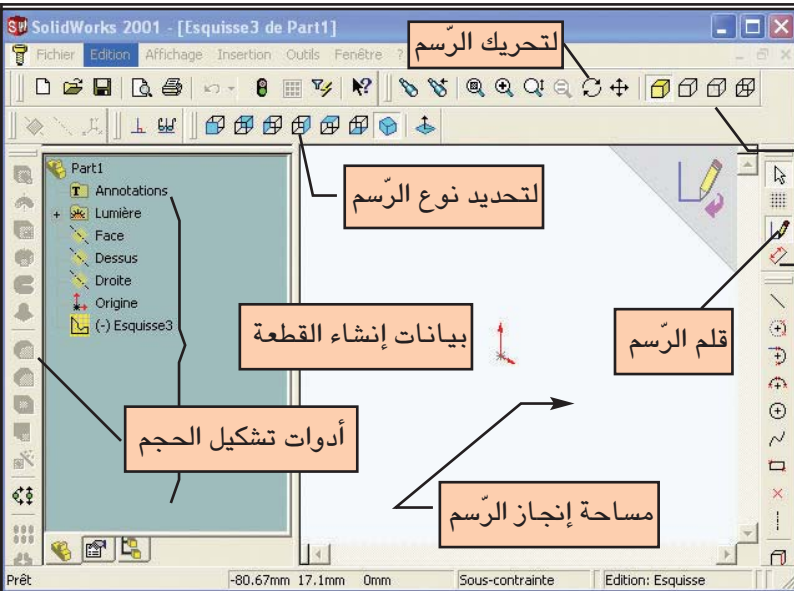 SolidWorks 2001 - [Esquisse3 de Part1]
Fichier Edition Affichage Insertion Outils Fenêtre ?
لتحريك الرّسم
Part1
Annotations
Lumière
Face
Dessus
Droite
Origine
(-) Esquisse3
لتحديد نوع الرّسم
بيانات إنشاء القطعة
قلم الرّسم
أدوات تشكيل الحجم
مساحة إنجاز الرّسم
Prêt -80.67mm 17.1mm 0mm Sous-contrainte Edition: Esquisse